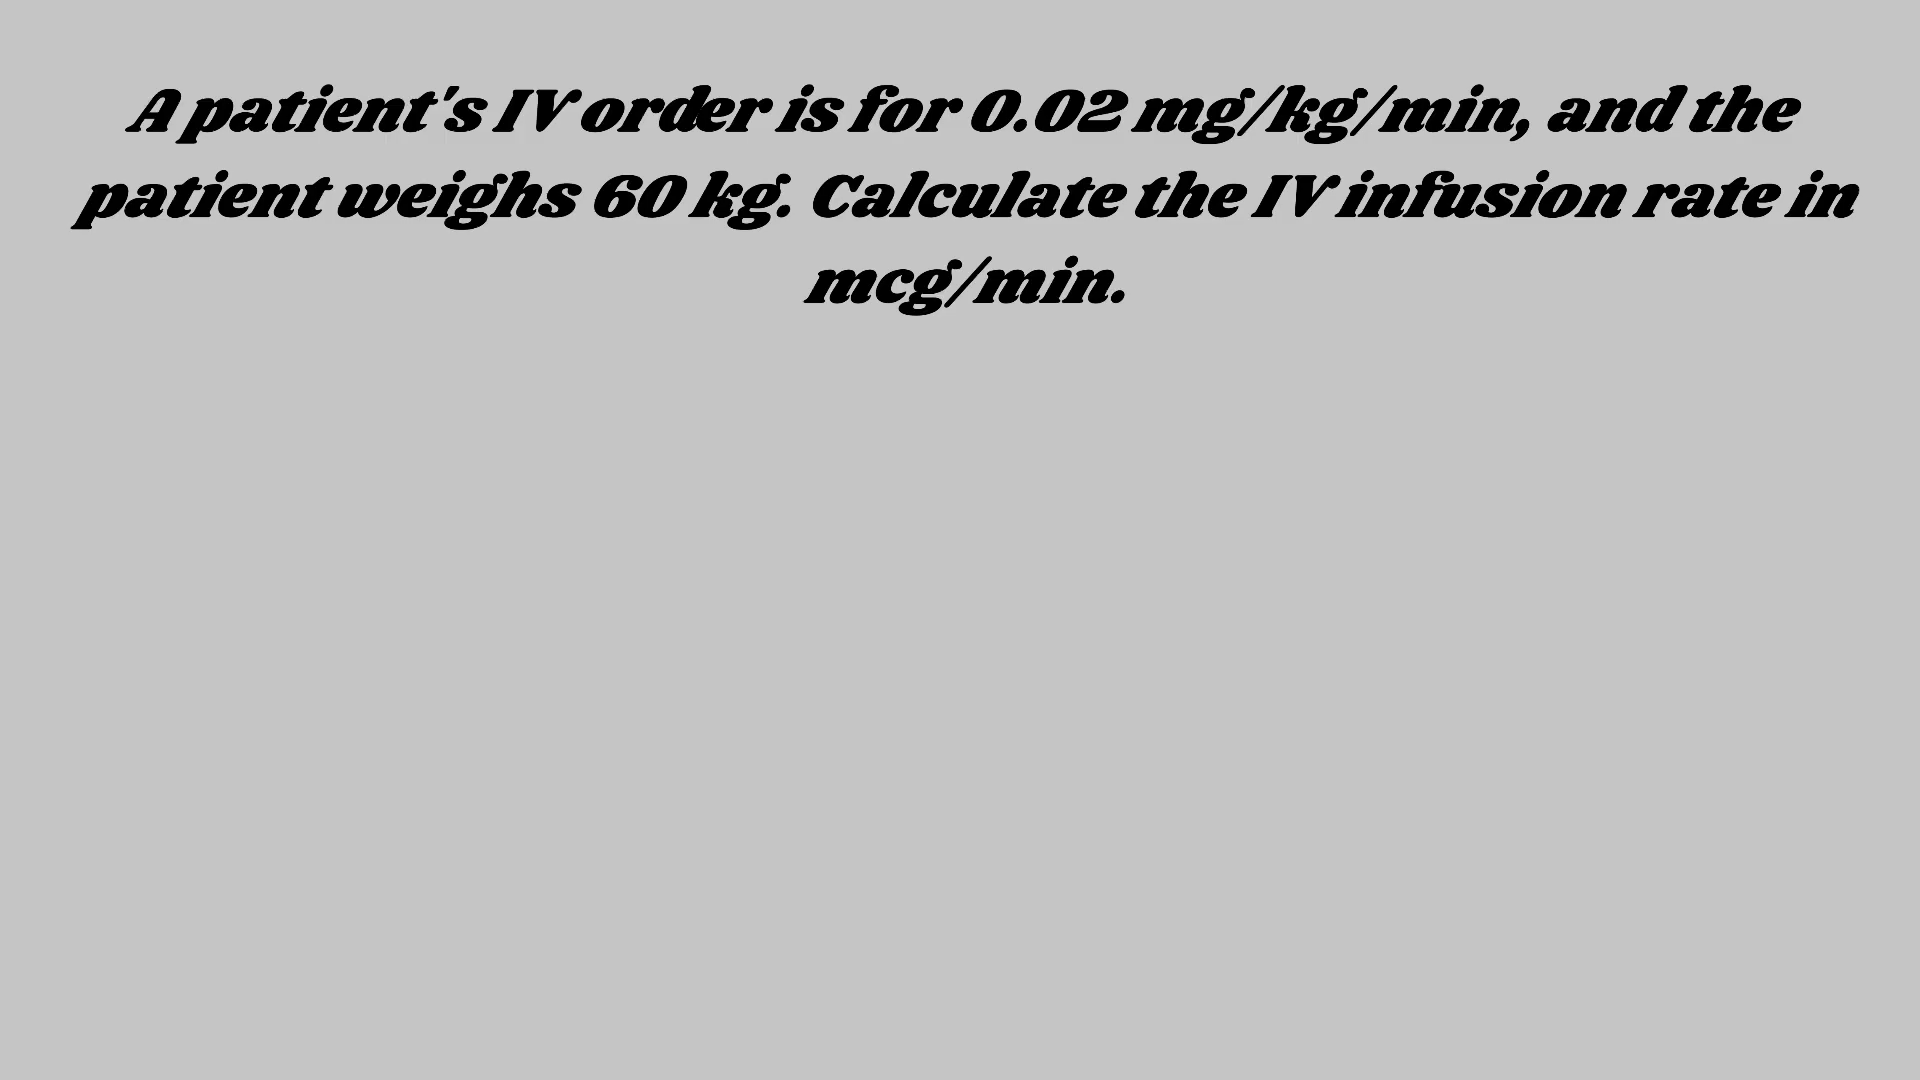 A patient's IV order is for 0.02 mg/kg/min, and the
patient weighs 60 kg. Calculate the IV infusion rate in
mcg/min.